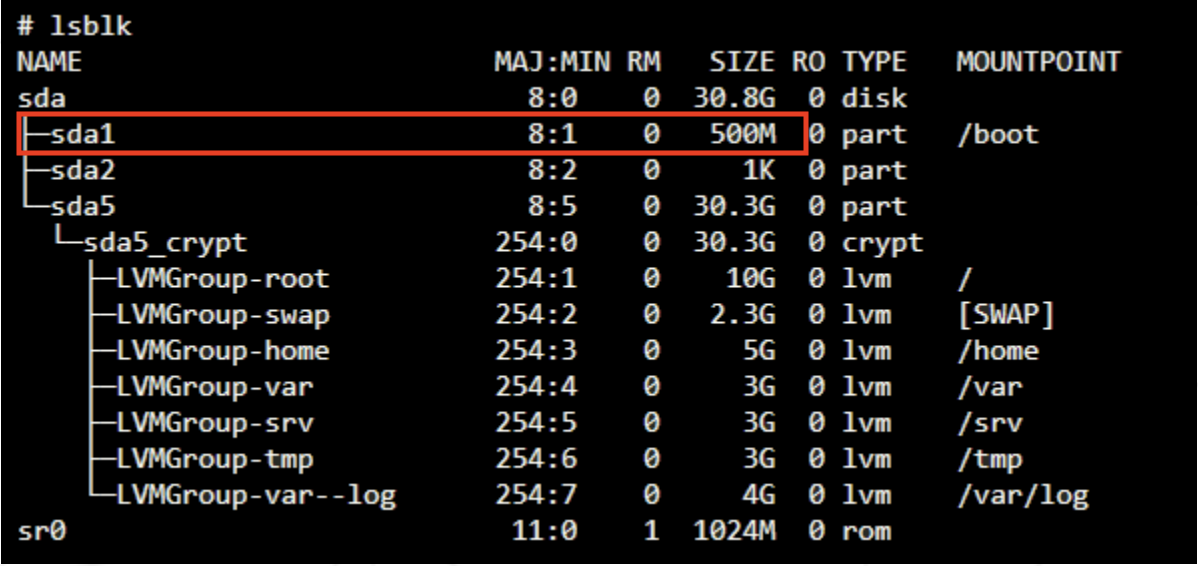 # lsblk
NAME                         MAJ:MIN RM   SIZE RO TYPE   MOUNTPOINT
sda                            8:0    0  30.8G  0 disk
├─sda1                         8:1    0   500M  0 part   /boot
├─sda2                         8:2    0     1K  0 part
└─sda5                         8:5    0  30.3G  0 part
  └─sda5_crypt               254:0    0  30.3G  0 crypt
    ├─LVMGroup-root          254:1    0    10G  0 lvm    /
    ├─LVMGroup-swap          254:2    0   2.3G  0 lvm    [SWAP]
    ├─LVMGroup-home          254:3    0     5G  0 lvm    /home
    ├─LVMGroup-var           254:4    0     3G  0 lvm    /var
    ├─LVMGroup-srv           254:5    0     3G  0 lvm    /srv
    ├─LVMGroup-tmp           254:6    0     3G  0 lvm    /tmp
    └─LVMGroup-var--log      254:7    0     4G  0 lvm    /var/log
sr0                           11:0    1  1024M  0 rom